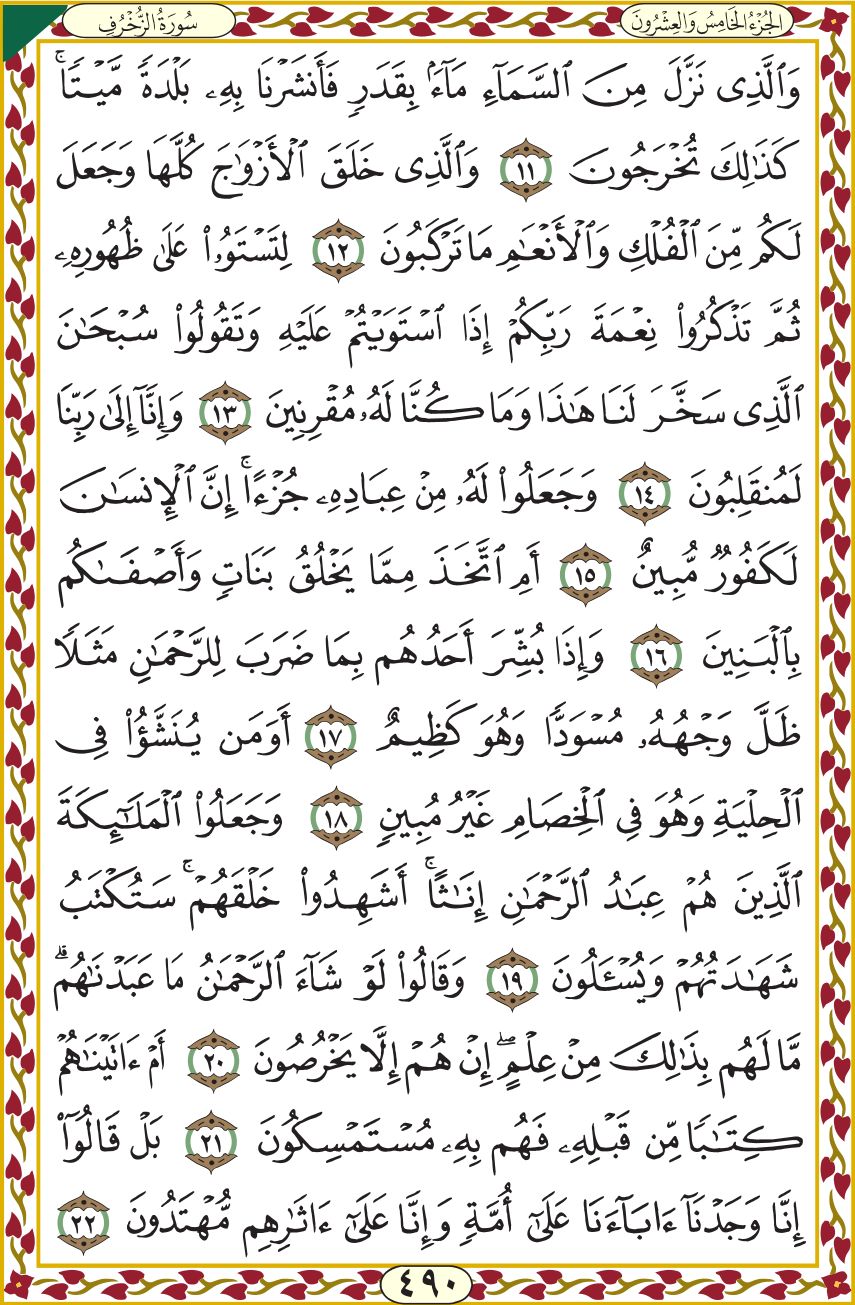 سُورَةُ الزُّخْرُفِ
الجُزْءُ الخَامِسُ وَالعِشْرُونَ
وَٱلَّذِى نَزَّلَ مِنَ ٱلسَّمَآءِ مَآءَۢ بِقَدَرٖ فَأَنشَرْنَا بِهِۦ بَلْدَةٗ مَّيْتٗاۚ
كَذَٰلِكَ تُخْرَجُونَ ١١ وَٱلَّذِى خَلَقَ ٱلْأَزْوَٰجَ كُلَّهَا وَجَعَلَ
لَكُم مِّنَ ٱلْفُلْكِ وَٱلْأَنْعَٰمِ مَا تَرْكَبُونَ ١٢ لِتَسْتَوُۥا۟ عَلَىٰ ظُهُورِهِۦ
ثُمَّ تَذْكُرُوا۟ نِعْمَةَ رَبِّكُمْ إِذَا ٱسْتَوَيْتُمْ عَلَيْهِ وَتَقُولُوا۟ سُبْحَٰنَ
ٱلَّذِى سَخَّرَ لَنَا هَٰذَا وَمَا كُنَّا لَهُۥ مُقْرِنِينَ ١٣ وَإِنَّآ إِلَىٰ رَبِّنَا
لَمُنقَلِبُونَ ١٤ وَجَعَلُوا۟ لَهُۥ مِنْ عِبَادِهِۦ جُزْءًاۚ إِنَّ ٱلْإِنسَٰنَ
لَكَفُورٞ مُّبِينٌ ١٥ أَمِ ٱتَّخَذَ مِمَّا يَخْلُقُ بَنَاتٖ وَأَصْفَىٰكُم
بِٱلْبَنِينَ ١٦ وَإِذَا بُشِّرَ أَحَدُهُم بِمَا ضَرَبَ لِلرَّحْمَٰنِ مَثَلٗا
ظَلَّ وَجْهُهُۥ مُسْوَدّٗا وَهُوَ كَظِيمٌ ١٧ أَوَمَن يُنَشَّؤُا۟ فِى
ٱلْحِلْيَةِ وَهُوَ فِى ٱلْخِصَامِ غَيْرُ مُبِينٖ ١٨ وَجَعَلُوا۟ ٱلْمَلَٰٓئِكَةَ
ٱلَّذِينَ هُمْ عِبَٰدُ ٱلرَّحْمَٰنِ إِنَٰثًاۚ أَشَهِدُوا۟ خَلْقَهُمْۚ سَتُكْتَبُ
شَهَٰدَتُهُمْ وَيُسْـَٔلُونَ ١٩ وَقَالُوا۟ لَوْ شَآءَ ٱلرَّحْمَٰنُ مَا عَبَدْنَٰهُمۗ
مَّا لَهُم بِذَٰلِكَ مِنْ عِلْمٍۖ إِنْ هُمْ إِلَّا يَخْرُصُونَ ٢٠ أَمْ ءَاتَيْنَٰهُمْ
كِتَٰبٗا مِّن قَبْلِهِۦ فَهُم بِهِۦ مُسْتَمْسِكُونَ ٢١ بَلْ قَالُوٓا۟
إِنَّا وَجَدْنَآ ءَابَآءَنَا عَلَىٰٓ أُمَّةٖ وَإِنَّا عَلَىٰٓ ءَاثَٰرِهِم مُّهْتَدُونَ ٢٢
٤٩٠